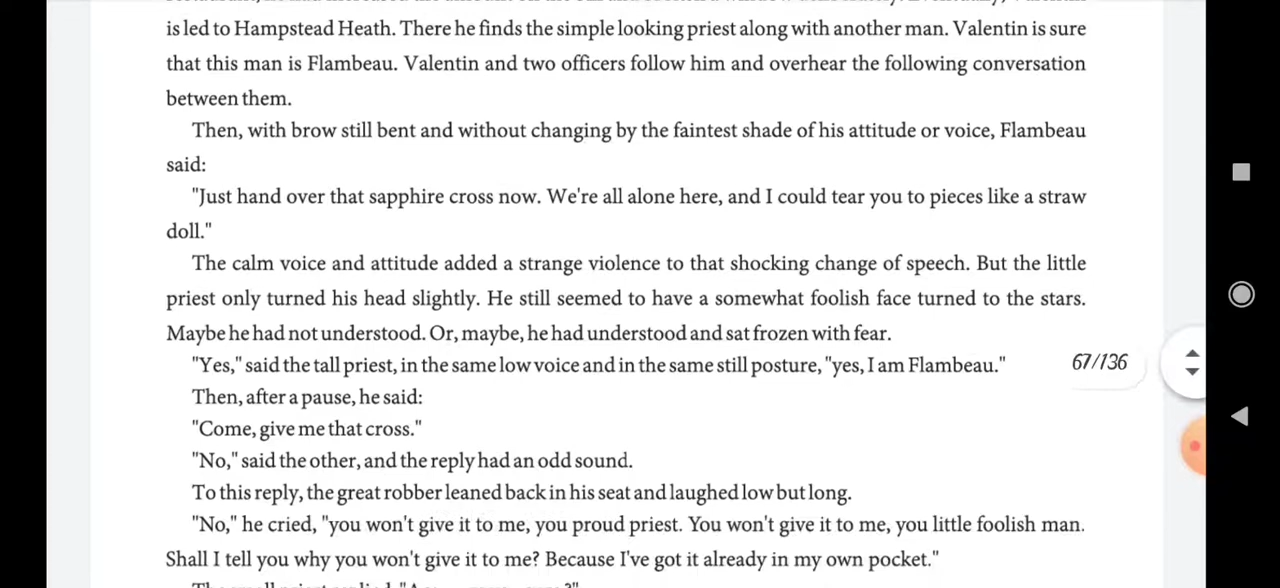 is led to Hampstead Heath. There he finds the simple looking priest along with another man. Valentin is sure
that this man is Flambeau. Valentin and two officers follow him and overhear the following conversation
between them.
Then, with brow still bent and without changing by the faintest shade of his attitude or voice, Flambeau
said:
"Just hand over that sapphire cross now. We're all alone here, and I could tear you to pieces like a straw
doll."
The calm voice and attitude added a strange violence to that shocking change of speech. But the little
priest only turned his head slightly. He still seemed to have a somewhat foolish face turned to the stars.
Maybe he had not understood. Or, maybe, he had understood and sat frozen with fear.
"Yes," said the tall priest, in the same low voice and in the same still posture, "yes, I am Flambeau."
67/136
Then, after a pause, he said:
"Come, give me that cross."
"No," said the other, and the reply had an odd sound.
To this reply, the great robber leaned back in his seat and laughed low but long.
"No," he cried, "you won't give it to me, you proud priest. You won't give it to me, you little foolish man.
Shall I tell you why you won't give it to me? Because I've got it already in my own pocket."